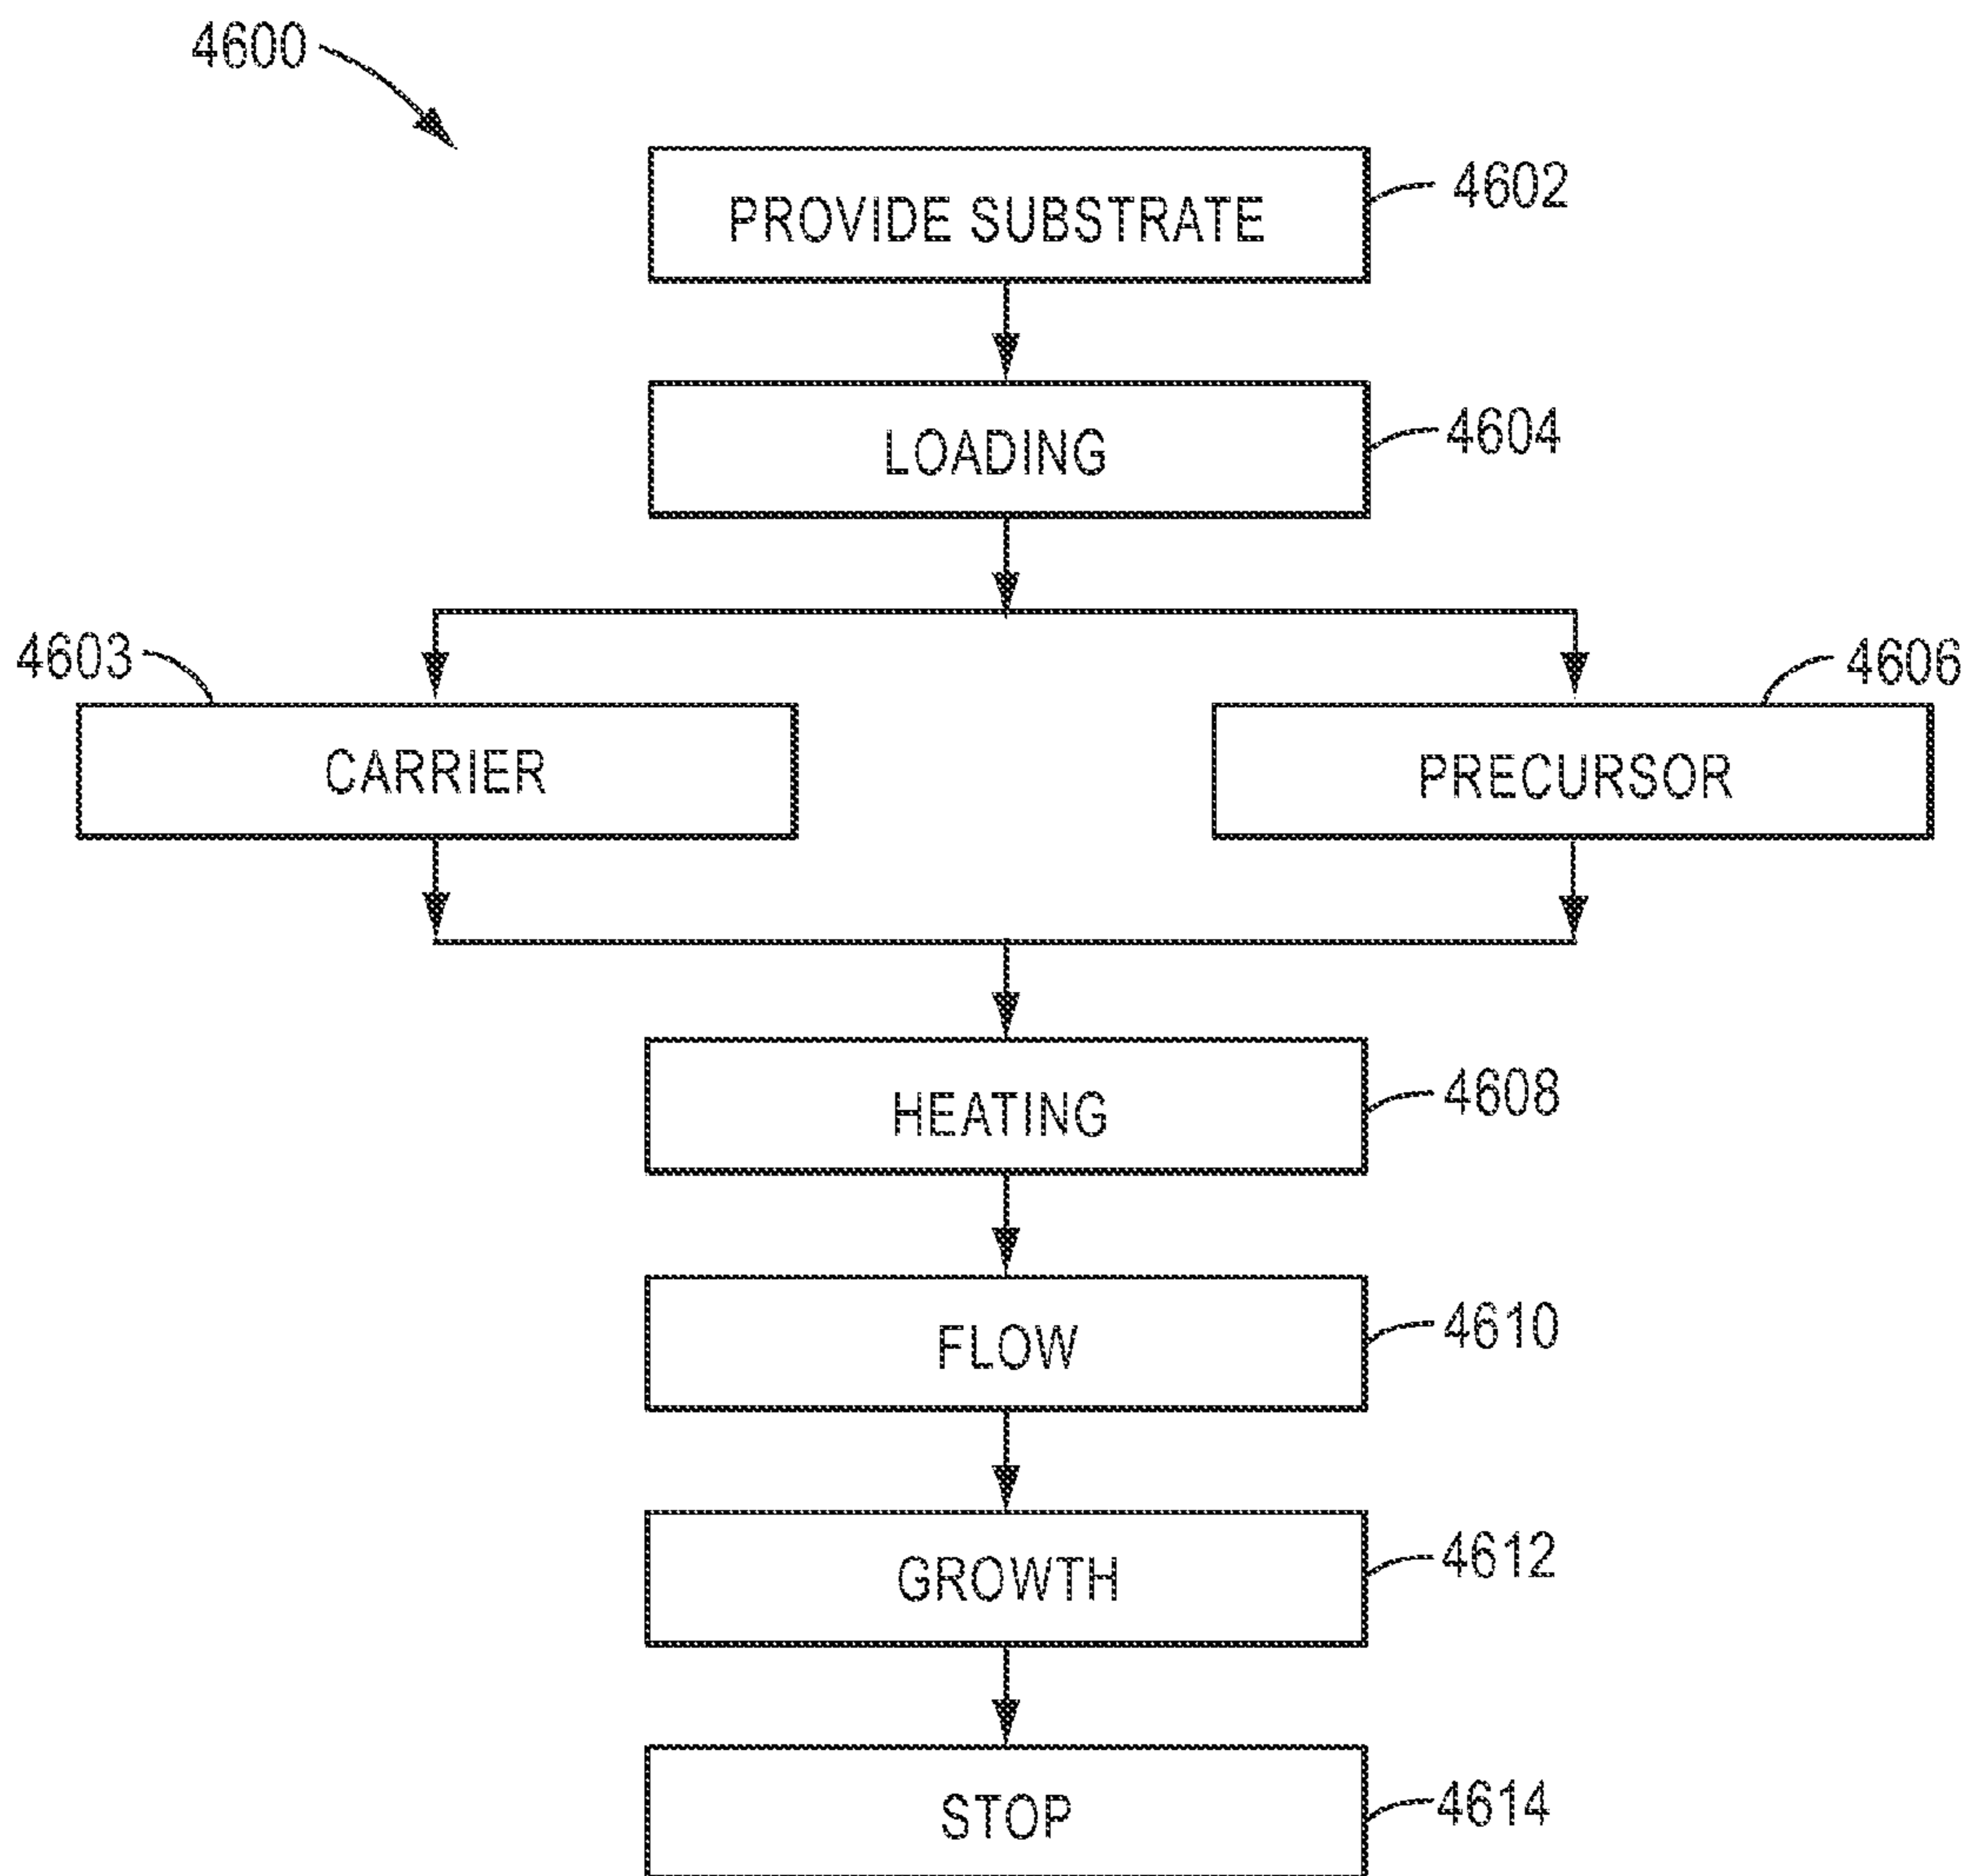 4600
PROVIDE SUBSTRATE
4602
LOADING
4604
4603
CARRIER
4606
PRECURSOR
HEATING
4608
FLOW
4610
GROWTH
4612
STOP
4614